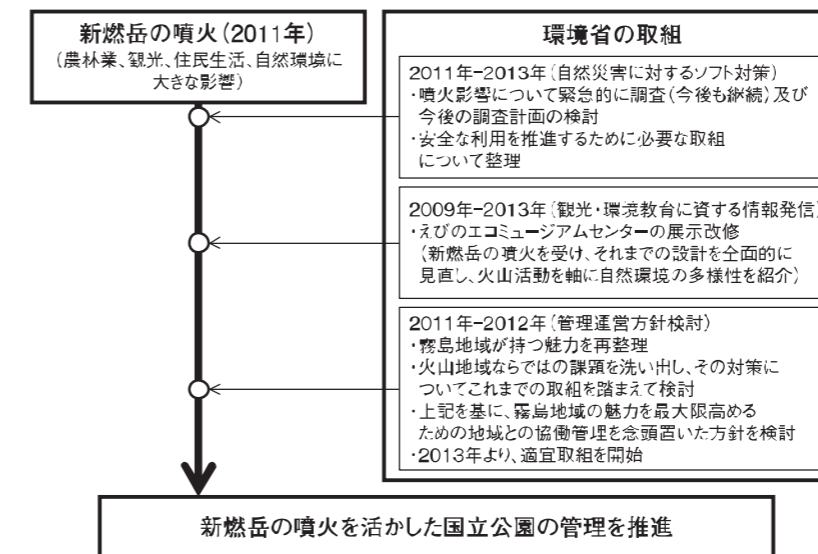 新燃岳の噴火（2011年）
（農林業、観光、住民生活、自然環境に
大きな影響）
環境省の取組
2011年-2013年（自然災害に対するソフト対策）
・噴火影響について緊急的に調査（今後も継続）及び
今後の調査計画の検討
・安全な利用を推進するために必要な取組
について整理
2009年-2013年（観光・環境教育に資する情報発信）
・えびのエコミュージアムセンターの展示改修
（新燃岳の噴火を受け、それまでの設計を全面的に
見直し、火山活動を軸に自然環境の多様性を紹介）
2011年-2012年（管理運営方針検討）
・霧島地域が持つ魅力を再整理
・火山地域ならではの課題を洗い出し、その対策に
ついてこれまでの取組を踏まえて検討
・上記を基に、霧島地域の魅力を最大限高める
ための地域との協働管理を念頭置いた方針を検討
・2013年より、適宜取組を開始
新燃岳の噴火を活かした国立公園の管理を推進